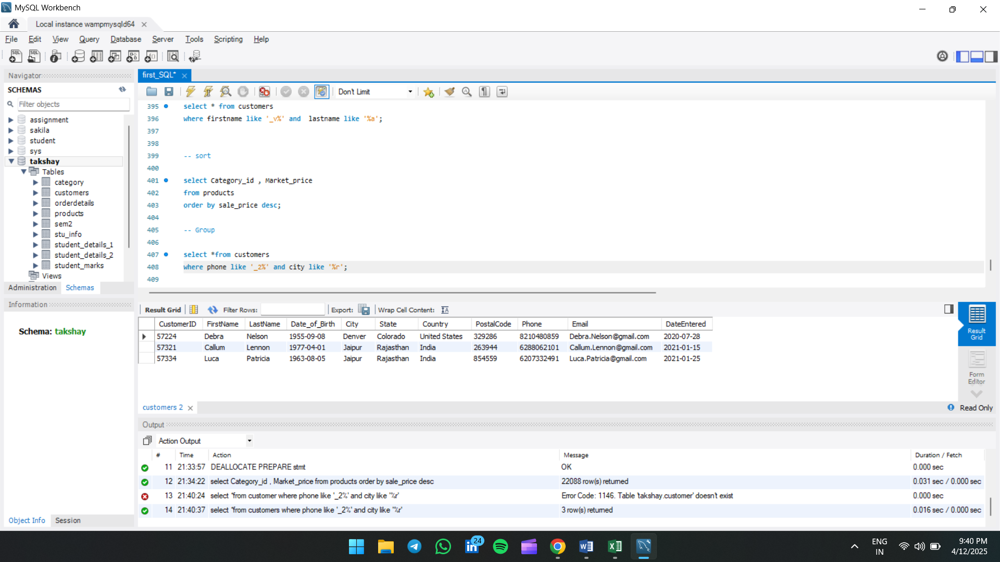 MySQL Workbench
Local instance wampmysqld64
File Edit View Query Database Server Tools Scripting Help
Navigator
SCHEMAS
Filter objects
assignment
sakila
student
sys
takshay
Tables
category
customers
orderdetails
products
sem2
stu_info
student_details_1
student_details_2
student_marks
Views
Administration Schemas
Information
Schema: takshay
Object Info Session
first_SQL*
Don't Limit
395 select * from customers
396 where firstname like '_v%' and  lastname like '%a';
397
398
399 -- sort
400
401 select Category_id , Market_price
402 from products
403 order by sale_price desc;
404
405 -- Group
406
407 select *from customers
408 where phone like '_2%' and city like '%r';
409
Result Grid Filter Rows: Export: Wrap Cell Content:
CustomerID FirstName LastName Date_of_Birth City State Country PostalCode Phone Email DateEntered
57224 Debra Nelson 1955-09-08 Denver Colorado United States 329286 8210480859 Debra.Nelson@gmail.com 2020-07-28
57321 Callum Lennon 1977-04-01 Jaipur Rajasthan India 263944 6288062101 Callum.Lennon@gmail.com 2021-01-15
57334 Luca Patricia 1963-08-05 Jaipur Rajasthan India 854559 6207332491 Luca.Patricia@gmail.com 2021-01-25
Result
Grid
Form
Editor
customers 2
Read Only
Output
Action Output
# Time Action Message Duration / Fetch
11 21:33:57 DEALLOCATE PREPARE stmt OK 0.000 sec
12 21:34:22 select Category_id , Market_price from products order by sale_price desc 22088 row(s) returned 0.031 sec / 0.000 sec
13 21:40:24 select *from customer where phone like '_2%' and city like '%r' Error Code: 1146. Table 'takshay.customer' doesn't exist 0.000 sec
14 21:40:37 select *from customers where phone like '_2%' and city like '%r' 3 row(s) returned 0.016 sec / 0.000 sec
24
ENG
IN
9:40 PM
4/12/2025